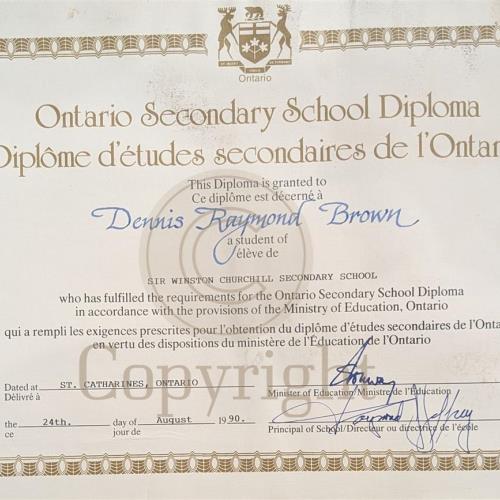 Ontario
Ontario Secondary School Diploma
Diplôme d'études secondaires de l'Ontar
This Diploma is granted to
Ce diplôme est décerné à
Dennis Raymond Brown
a student of
élève de
SIR WINSTON CHURCHILL SECONDARY SCHOOL
who has fulfilled the requirements for the Ontario Secondary School Diploma
in accordance with the provisions of the Ministry of Education, Ontario
qui a rempli les exigences prescrites pour l'obtention du diplôme d'études secondaires de l'Onta
en vertu des dispositions du ministère de l'Éducation de l'Ontario
©
Copyright
Dated at ST. CATHARINES, ONTARIO
Délivré à
Minister of Education/Ministre de l'Éducation
the 24th. day of August 1990.
ce jour de
Principal of School/Directeur ou directrice de l'école